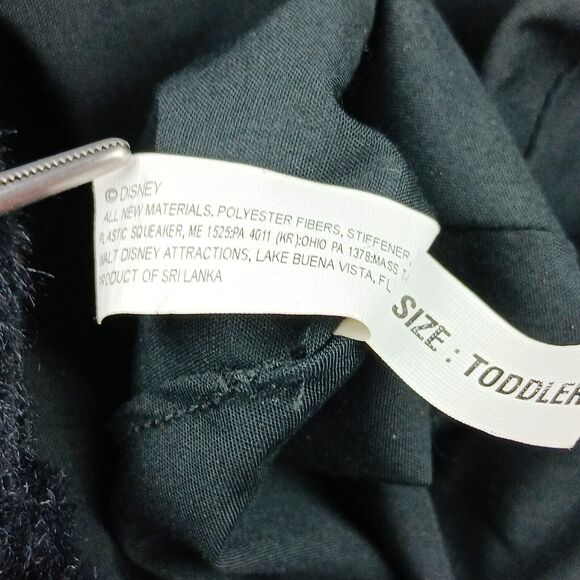 © DISNEY
ALL NEW MATERIALS, POLYESTER FIBERS, STIFFENER,
PLASTIC SQUEAKER, ME 1525:PA 4011 (KR):OHIO PA 1378:MASS
WALT DISNEY ATTRACTIONS, LAKE BUENA VISTA, FL
PRODUCT OF SRI LANKA
SIZE : TODDLER